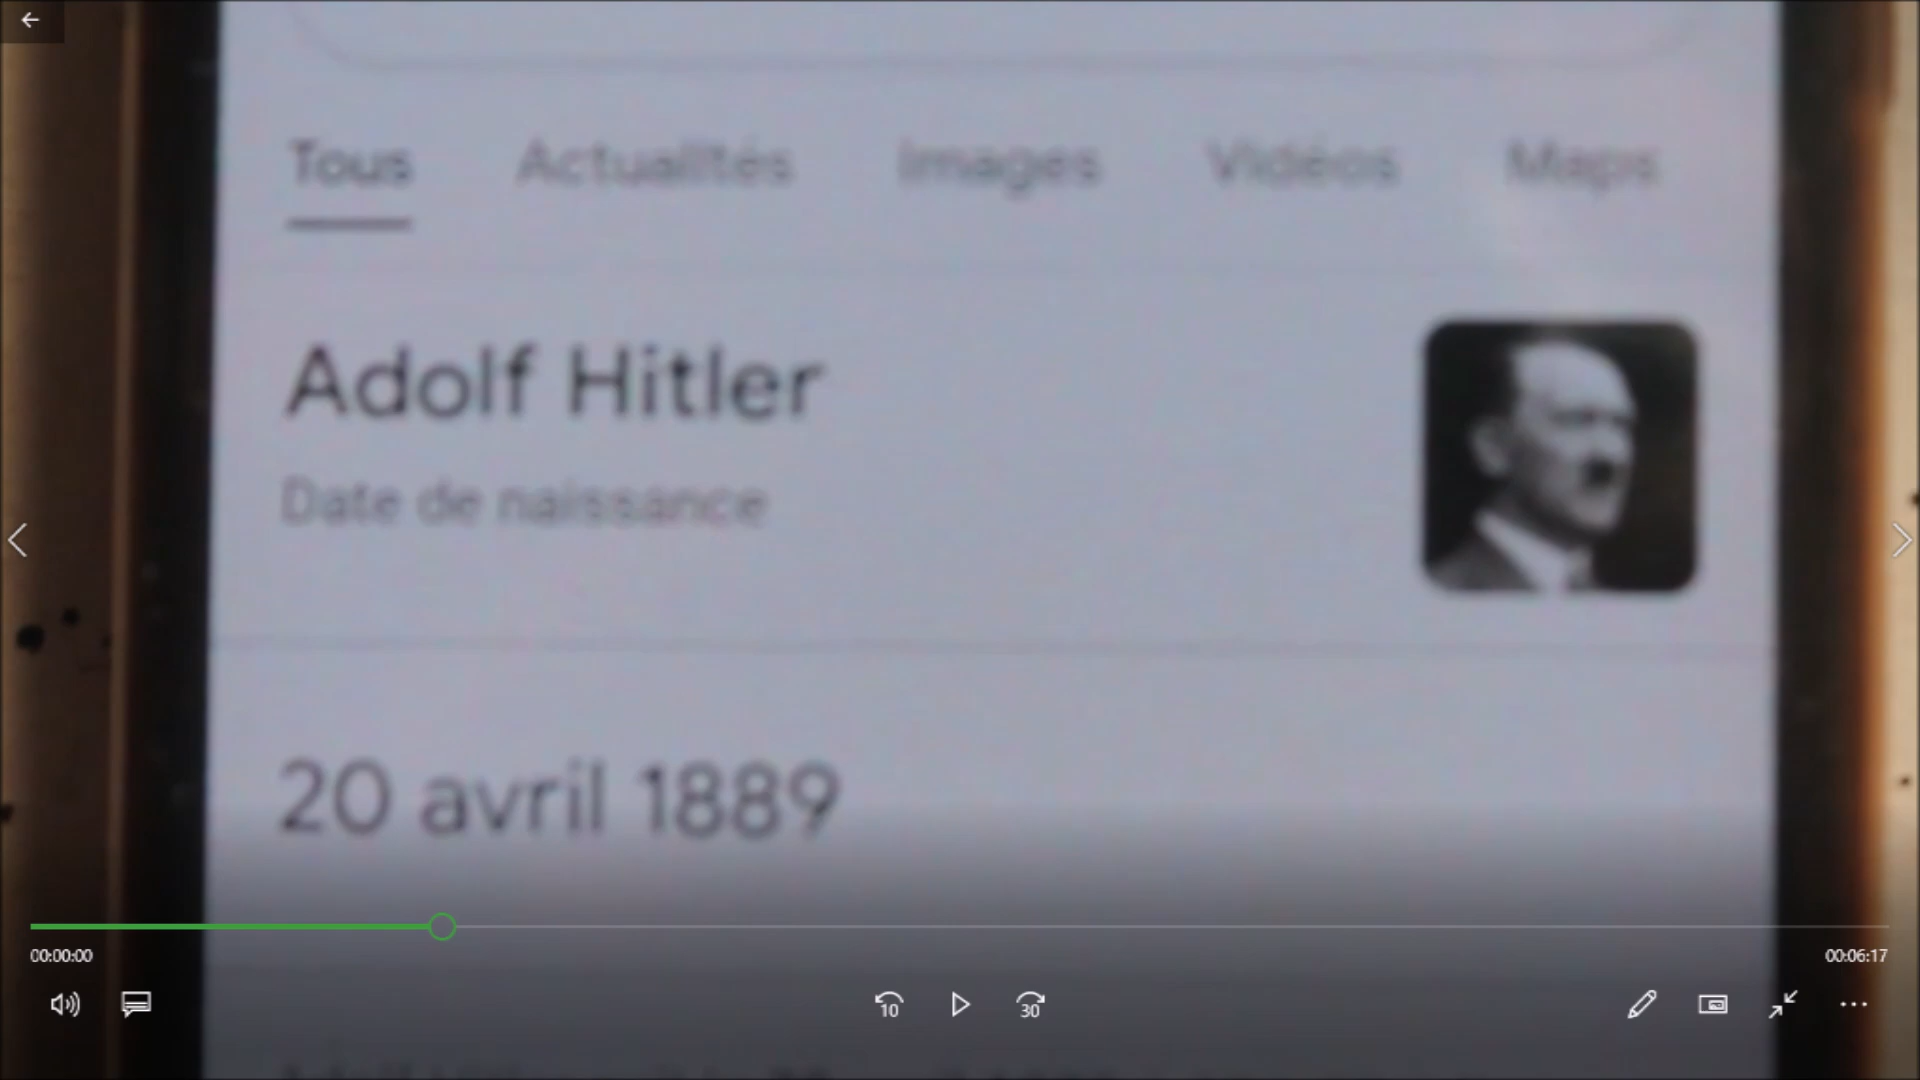 Tous Actualités Images Vidéos Maps
Adolf Hitler
Date de naissance
20 avril 1889
00:00:00 00:06:17
10 30